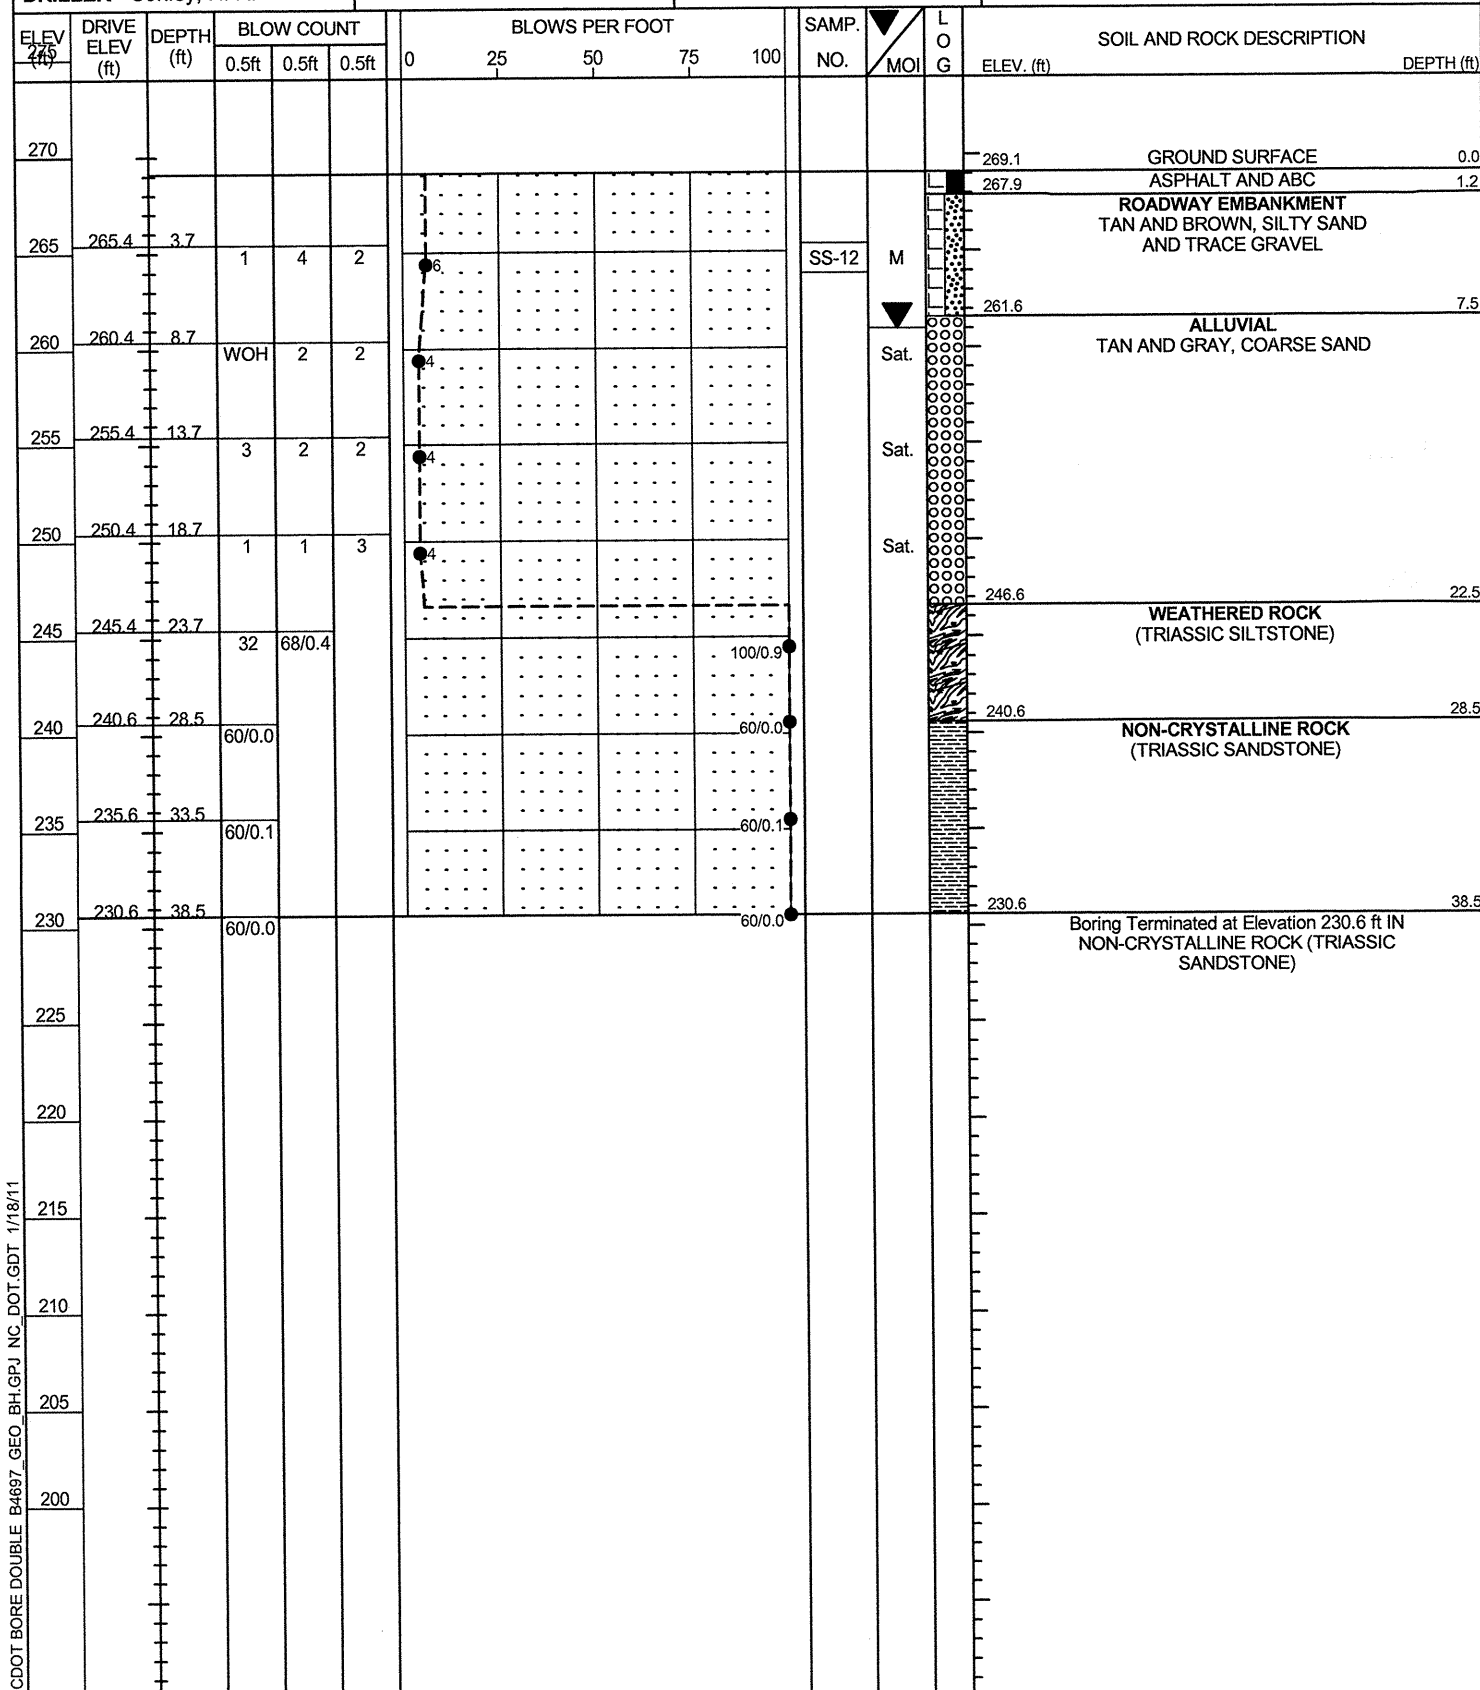 DRILLER
ELEV (ft) DRIVE ELEV (ft) DEPTH (ft) BLOW COUNT 0.5ft 0.5ft 0.5ft BLOWS PER FOOT 0 25 50 75 100 SAMP. NO. MOI LOG SOIL AND ROCK DESCRIPTION ELEV. (ft) DEPTH (ft)
275
270
269.1 GROUND SURFACE 0.0
267.9 ASPHALT AND ABC 1.2
ROADWAY EMBANKMENT
TAN AND BROWN, SILTY SAND
AND TRACE GRAVEL
265 265.4 3.7 1 4 2 6 SS-12 M
261.6 7.5
ALLUVIAL
TAN AND GRAY, COARSE SAND
260 260.4 8.7 WOH 2 2 4 Sat.
255 255.4 13.7 3 2 2 4 Sat.
250 250.4 18.7 1 1 3 4 Sat.
246.6 22.5
WEATHERED ROCK
(TRIASSIC SILTSTONE)
245 245.4 23.7 32 68/0.4 100/0.9
240.6 28.5
NON-CRYSTALLINE ROCK
(TRIASSIC SANDSTONE)
240 240.6 28.5 60/0.0 60/0.0
235 235.6 33.5 60/0.1 60/0.1
230 230.6 38.5 60/0.0 60/0.0
230.6 38.5
Boring Terminated at Elevation 230.6 ft IN
NON-CRYSTALLINE ROCK (TRIASSIC
SANDSTONE)
225
220
215
210
205
200
CDOT BORE DOUBLE B4697_GEO_BH.GPJ NC_DOT.GDT 1/18/11